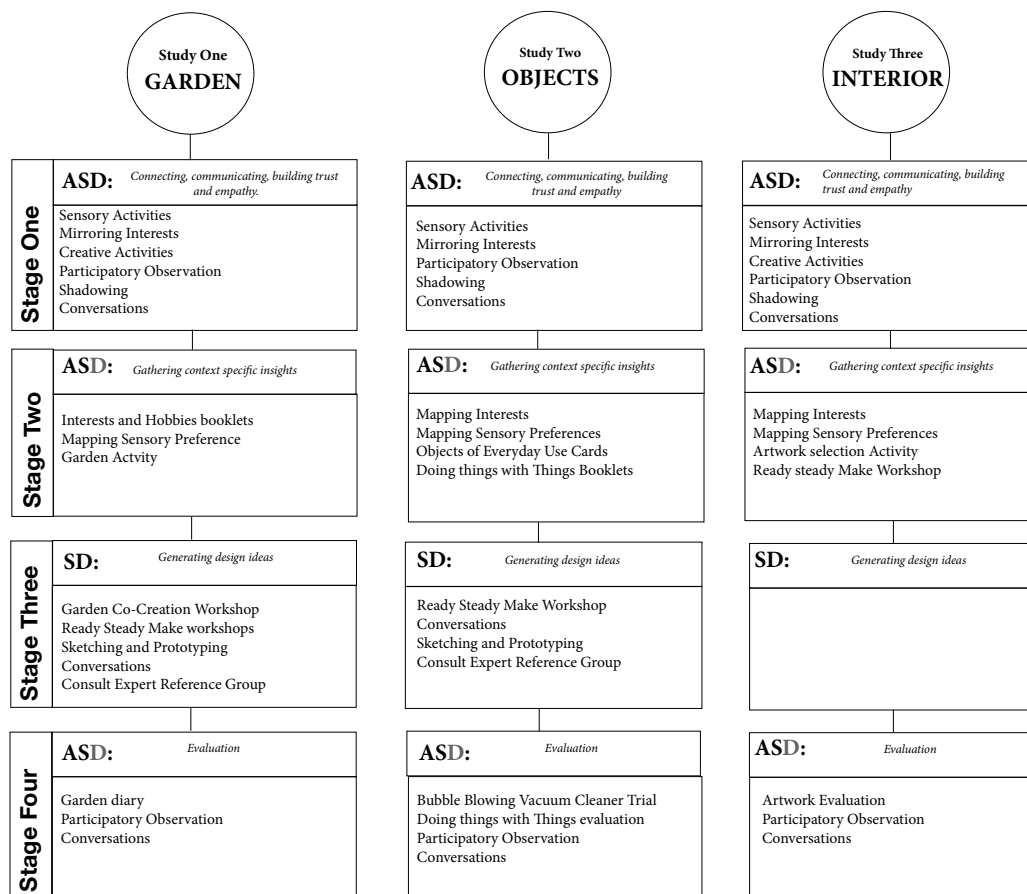 Study One
GARDEN
Study Two
OBJECTS
Study Three
INTERIOR
Stage One
ASD:
Connecting, communicating, building trust
and empathy.
Sensory Activities
Mirroring Interests
Creative Activities
Participatory Observation
Shadowing
Conversations
ASD:
Connecting, communicating, building
trust and empathy
Sensory Activities
Mirroring Interests
Participatory Observation
Shadowing
Conversations
ASD:
Connecting, communicating, building
trust and empathy
Sensory Activities
Mirroring Interests
Creative Activities
Participatory Observation
Shadowing
Conversations
Stage Two
ASD:
Gathering context specific insights
Interests and Hobbies booklets
Mapping Sensory Preference
Garden Actvity
ASD:
Gathering context specific insights
Mapping Interests
Mapping Sensory Preferences
Objects of Everyday Use Cards
Doing things with Things Booklets
ASD:
Gathering context specific insights
Mapping Interests
Mapping Sensory Preferences
Artwork selection Activity
Ready steady Make Workshop
Stage Three
SD:
Generating design ideas
Garden Co-Creation Workshop
Ready Steady Make workshops
Sketching and Prototyping
Conversations
Consult Expert Reference Group
SD:
Generating design ideas
Ready Steady Make Workshop
Conversations
Sketching and Prototyping
Consult Expert Reference Group
SD:
Generating design ideas
Stage Four
ASD:
Evaluation
Garden diary
Participatory Observation
Conversations
ASD:
Evaluation
Bubble Blowing Vacuum Cleaner Trial
Doing things with Things evaluation
Participatory Observation
Conversations
ASD:
Evaluation
Artwork Evaluation
Participatory Observation
Conversations